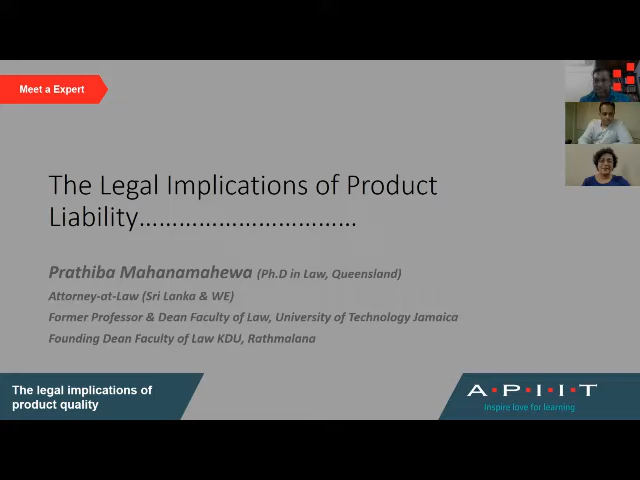 Meet a Expert
The Legal Implications of Product
Liability……………………………
Prathiba Mahanamahewa (Ph.D in Law, Queensland)
Attorney-at-Law (Sri Lanka & WE)
Former Professor & Dean Faculty of Law, University of Technology Jamaica
Founding Dean Faculty of Law KDU, Rathmalana
The legal implications of
product quality
A·P·I·I·T
Inspire love for learning